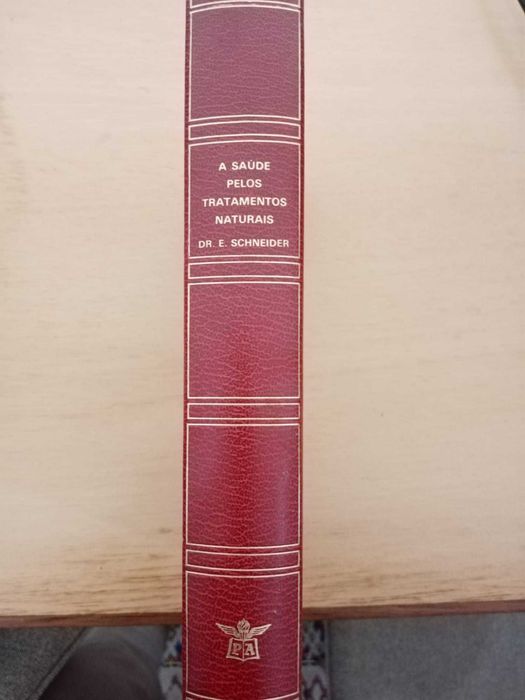 A SAÚDE
PELOS
TRATAMENTOS
NATURAIS
DR. E. SCHNEIDER
PA